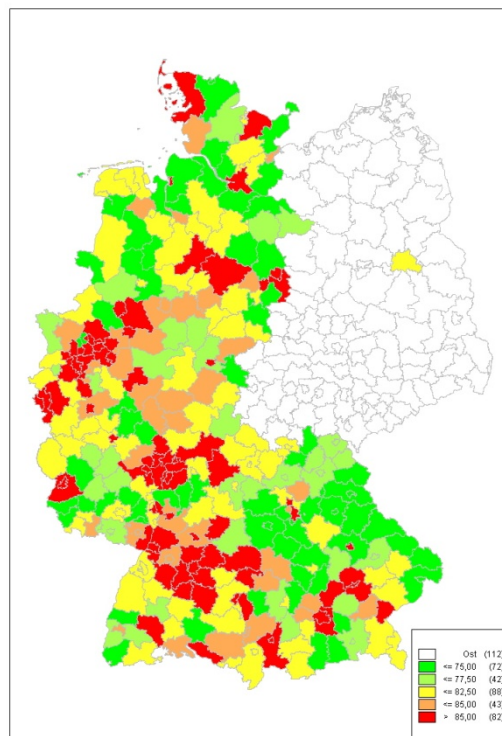 Ost (112)
<= 75,00 (72)
<= 77,50 (42)
<= 82,50 (88)
<= 85,00 (43)
> 85,00 (82)